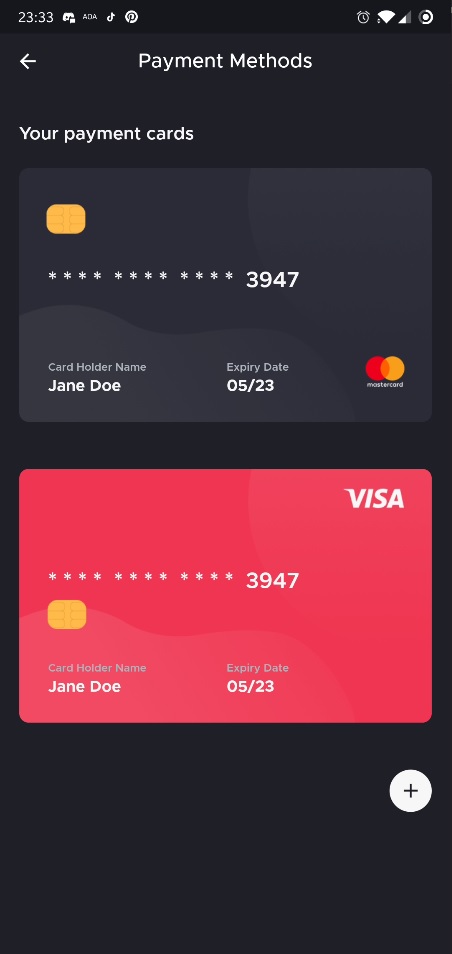 23:33 ADA
Payment Methods
Your payment cards
**** **** **** 3947
Card Holder Name Expiry Date
Jane Doe 05/23
mastercard
VISA
**** **** **** 3947
Card Holder Name Expiry Date
Jane Doe 05/23